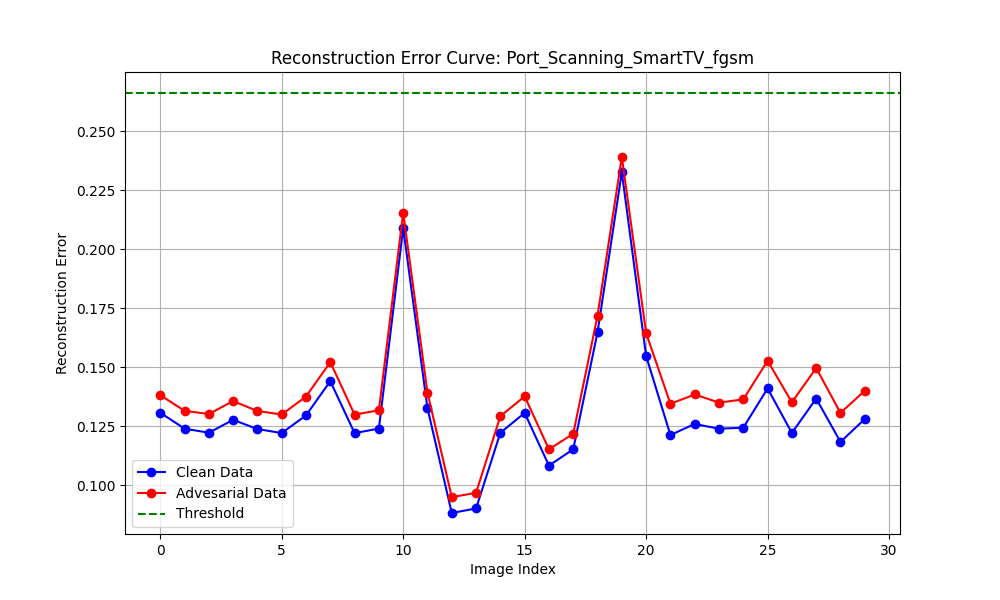 Reconstruction Error Curve: Port_Scanning_SmartTV_fgsm
Reconstruction Error
0.250
0.225
0.200
0.175
0.150
0.125
0.100
Clean Data
Advesarial Data
Threshold
0 5 10 15 20 25 30
Image Index